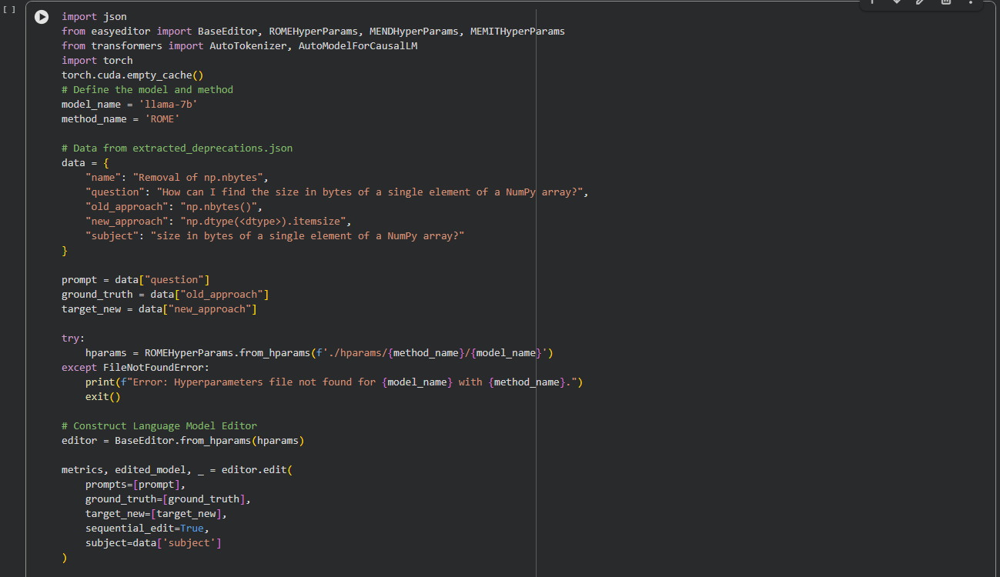 [ ]
import json
from easyeditor import BaseEditor, ROMEHyperParams, MENDHyperParams, MEMITHyperParams
from transformers import AutoTokenizer, AutoModelForCausalLM
import torch
torch.cuda.empty_cache()
# Define the model and method
model_name = 'llama-7b'
method_name = 'ROME'
# Data from extracted_deprecations.json
data = {
    "name": "Removal of np.nbytes",
    "question": "How can I find the size in bytes of a single element of a NumPy array?",
    "old_approach": "np.nbytes()",
    "new_approach": "np.dtype(<dtype>).itemsize",
    "subject": "size in bytes of a single element of a NumPy array?"
}
prompt = data["question"]
ground_truth = data["old_approach"]
target_new = data["new_approach"]
try:
    hparams = ROMEHyperParams.from_hparams(f'./hparams/{method_name}/{model_name}')
except FileNotFoundError:
    print(f"Error: Hyperparameters file not found for {model_name} with {method_name}.")
    exit()
# Construct Language Model Editor
editor = BaseEditor.from_hparams(hparams)
metrics, edited_model, _ = editor.edit(
    prompts=[prompt],
    ground_truth=[ground_truth],
    target_new=[target_new],
    sequential_edit=True,
    subject=data['subject']
)